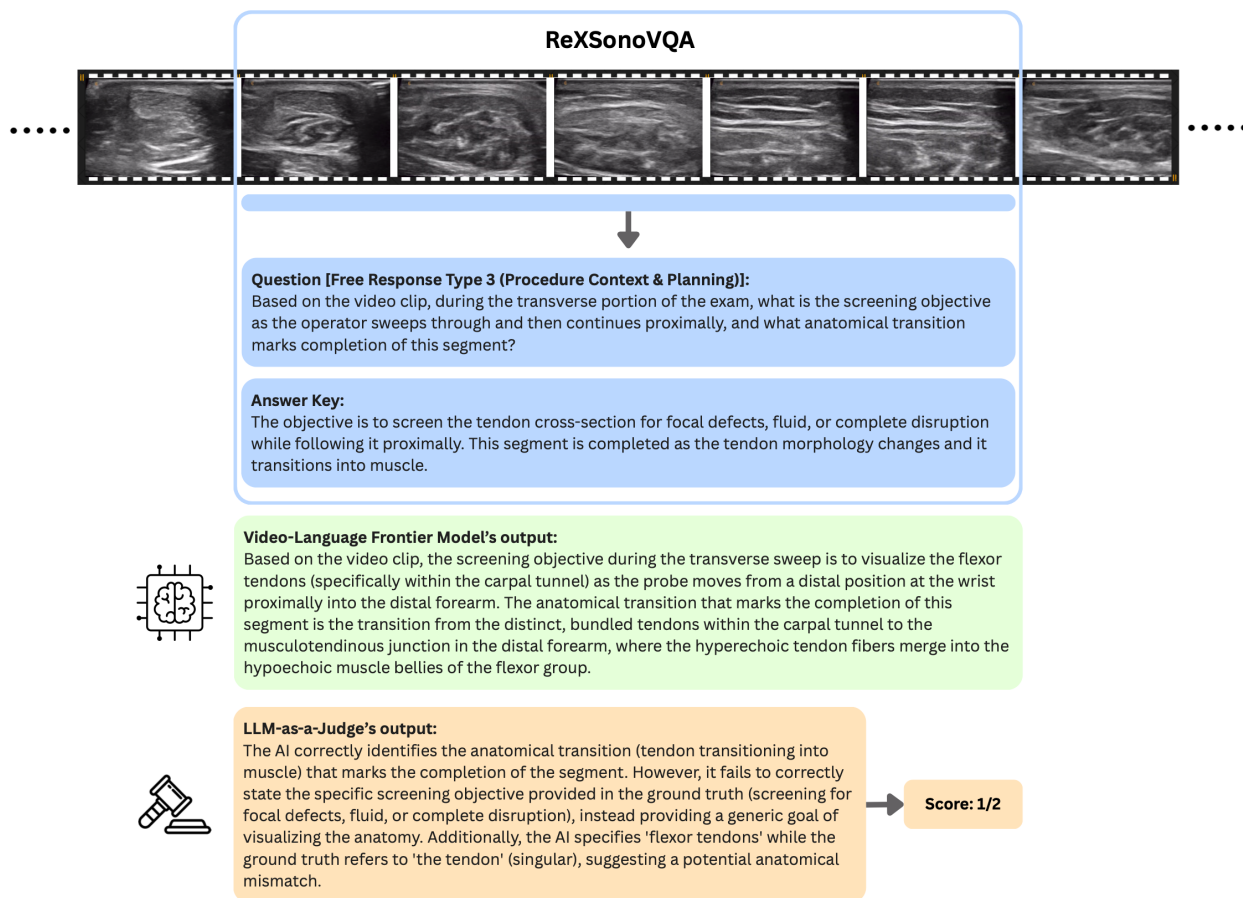 ReXSonoVQA
Question [Free Response Type 3 (Procedure Context & Planning)]:
Based on the video clip, during the transverse portion of the exam, what is the screening objective
as the operator sweeps through and then continues proximally, and what anatomical transition
marks completion of this segment?
Answer Key:
The objective is to screen the tendon cross-section for focal defects, fluid, or complete disruption
while following it proximally. This segment is completed as the tendon morphology changes and it
transitions into muscle.
Video-Language Frontier Model’s output:
Based on the video clip, the screening objective during the transverse sweep is to visualize the flexor
tendons (specifically within the carpal tunnel) as the probe moves from a distal position at the wrist
proximally into the distal forearm. The anatomical transition that marks the completion of this
segment is the transition from the distinct, bundled tendons within the carpal tunnel to the
musculotendinous junction in the distal forearm, where the hyperechoic tendon fibers merge into the
hypoechoic muscle bellies of the flexor group.
LLM-as-a-Judge’s output:
The AI correctly identifies the anatomical transition (tendon transitioning into
muscle) that marks the completion of the segment. However, it fails to correctly
state the specific screening objective provided in the ground truth (screening for
focal defects, fluid, or complete disruption), instead providing a generic goal of
visualizing the anatomy. Additionally, the AI specifies 'flexor tendons' while the
ground truth refers to 'the tendon' (singular), suggesting a potential anatomical
mismatch.
Score: 1/2